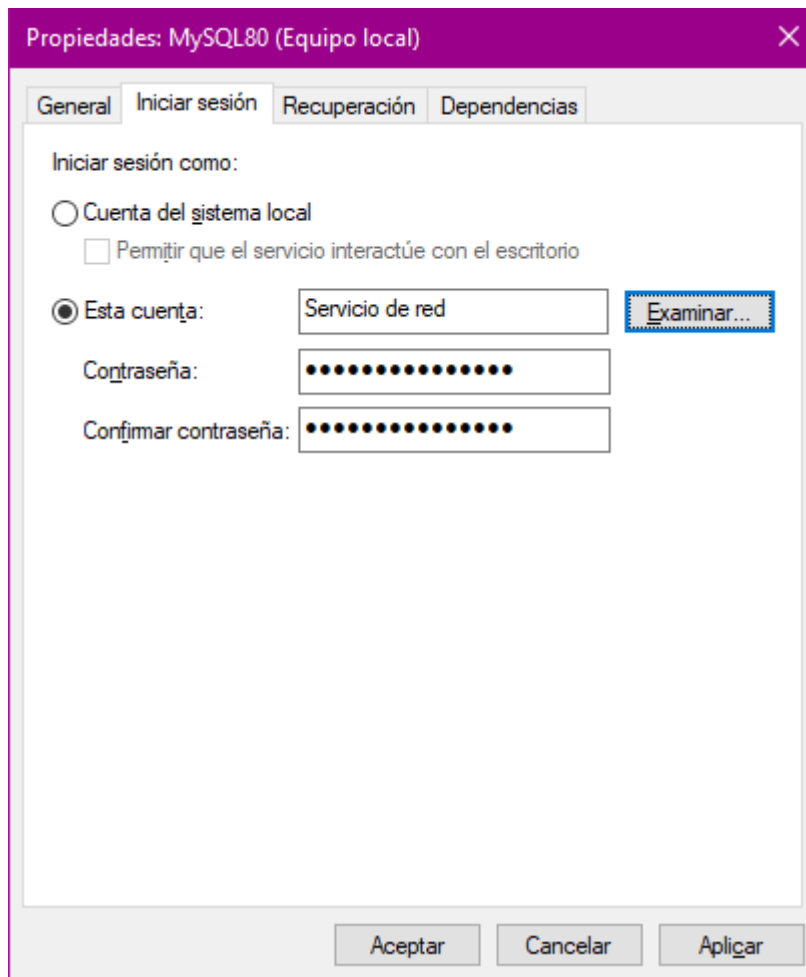 Propiedades: MySQL80 (Equipo local)
General Iniciar sesión Recuperación Dependencias
Iniciar sesión como:
Cuenta del sistema local
Permitir que el servicio interactúe con el escritorio
Esta cuenta: Servicio de red Examinar...
Contraseña: •••••••••••••••
Confirmar contraseña: •••••••••••••••
Aceptar Cancelar Aplicar